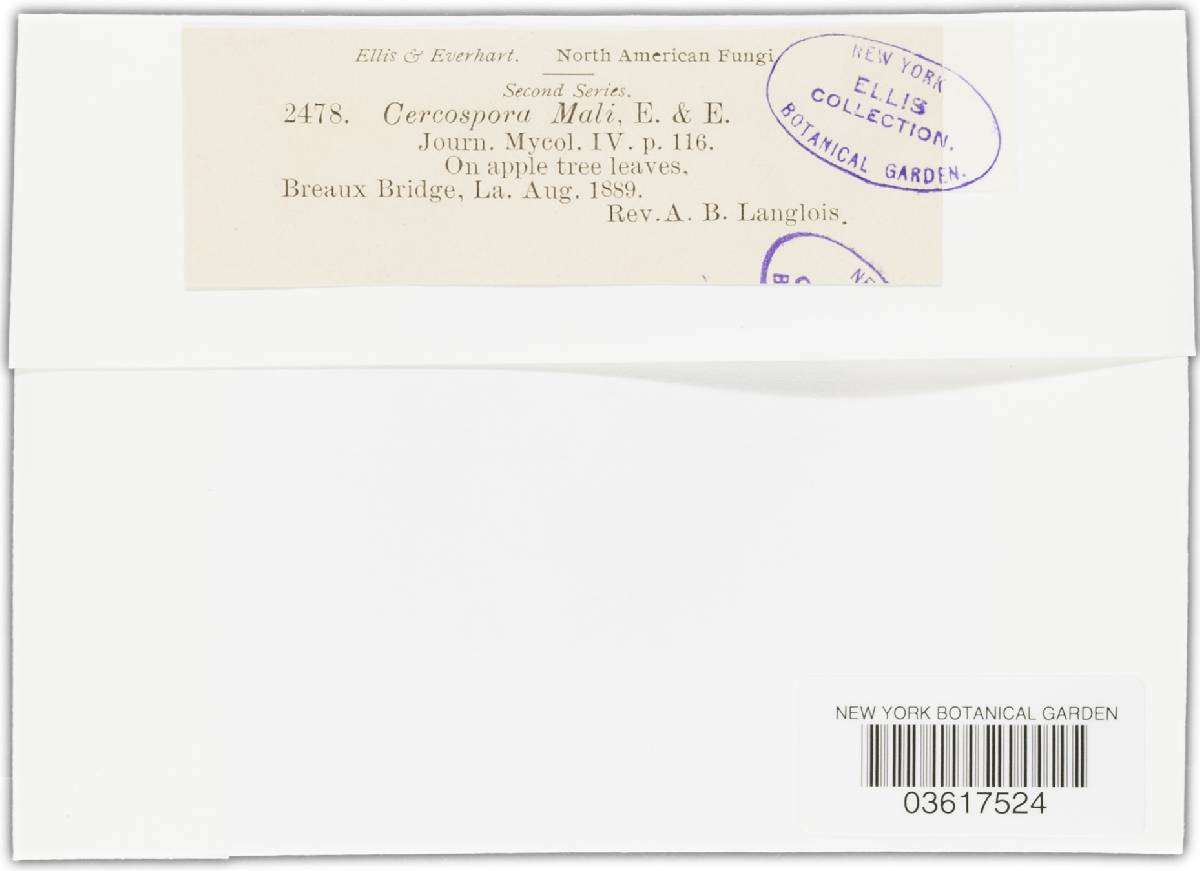 Ellis & Everhart. North American Fungi.
Second Series.
2478. Cercospora Mali, E. & E.
Journ. Mycol. IV. p. 116.
On apple tree leaves,
Breaux Bridge, La. Aug. 1889.
Rev. A. B. Langlois.
NEW YORK
ELLIS
COLLECTION.
BOTANICAL GARDEN.
NE
C
B
NEW YORK BOTANICAL GARDEN
03617524